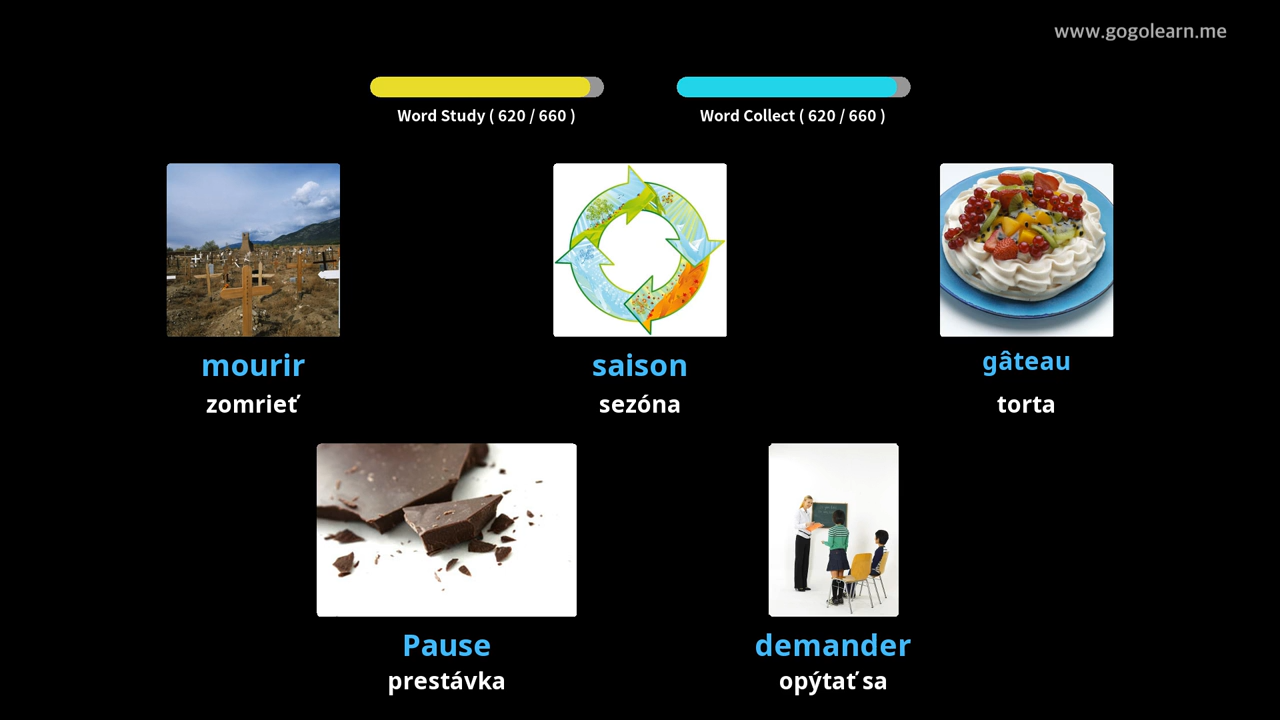 www.gogolearn.me
Word Study ( 620 / 660 )
Word Collect ( 620 / 660 )
mourir
saison
gâteau
zomrieť
sezóna
torta
Pause
demander
prestávka
opýtať sa